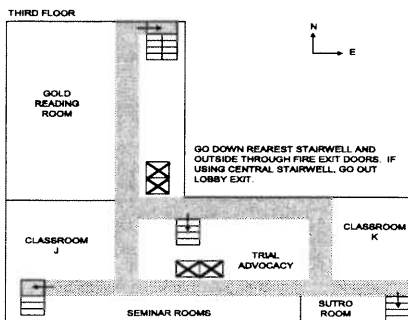 THIRD FLOOR
N
E
GOLD
READING
ROOM
GO DOWN REAREST STAIRWELL AND
OUTSIDE THROUGH FIRE EXIT DOORS. IF
USING CENTRAL STAIRWELL, GO OUT
LOBBY EXIT.
CLASSROOM
J
TRIAL
ADVOCACY
CLASSROOM
K
SEMINAR ROOMS
SUTRO
ROOM